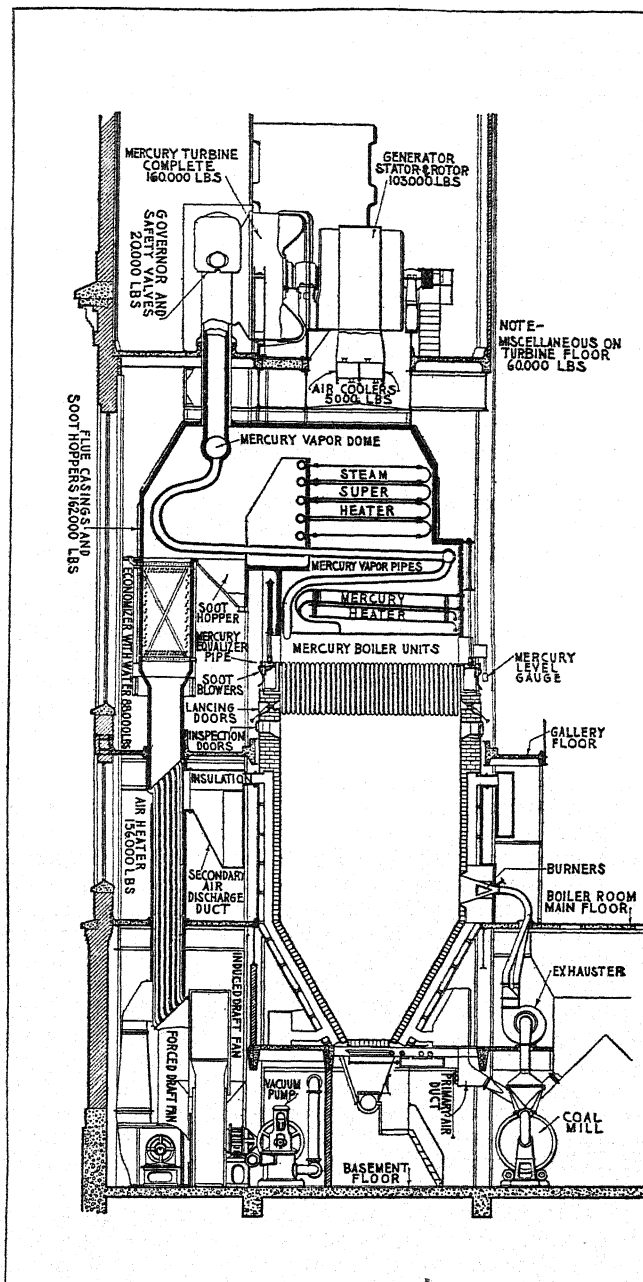 MERCURY TURBINE
COMPLETE
160.000 LBS
GENERATOR
STATOR & ROTOR
103.000 LBS
GOVERNOR AND
SAFETY VALVES
20.000 LBS
NOTE-
MISCELLANEOUS ON
TURBINE FLOOR
60.000 LBS
AIR COOLERS
5000 LBS
MERCURY VAPOR DOME
FLUE CASINGS AND
SOOT HOPPERS 162.000 LBS
STEAM
SUPER
HEATER
MERCURY VAPOR PIPES
SOOT
HOPPER
MERCURY
HEATER
ECONOMIZER WITH WATER 88.000 LBS
MERCURY
EQUALIZER
PIPE
MERCURY BOILER UNITS
MERCURY
LEVEL
GAUGE
SOOT
BLOWERS
LANCING
DOORS
INSPECTION
DOORS
GALLERY
FLOOR
INSULATION
AIR HEATER
156.000 LBS
SECONDARY
AIR
DISCHARGE
DUCT
BURNERS
BOILER ROOM
MAIN FLOOR
INDUCED DRAFT FAN
EXHAUSTER
FORCED DRAFT FAN
VACUUM
PUMP
PRIMARY AIR
DUCT
COAL
MILL
BASEMENT
FLOOR